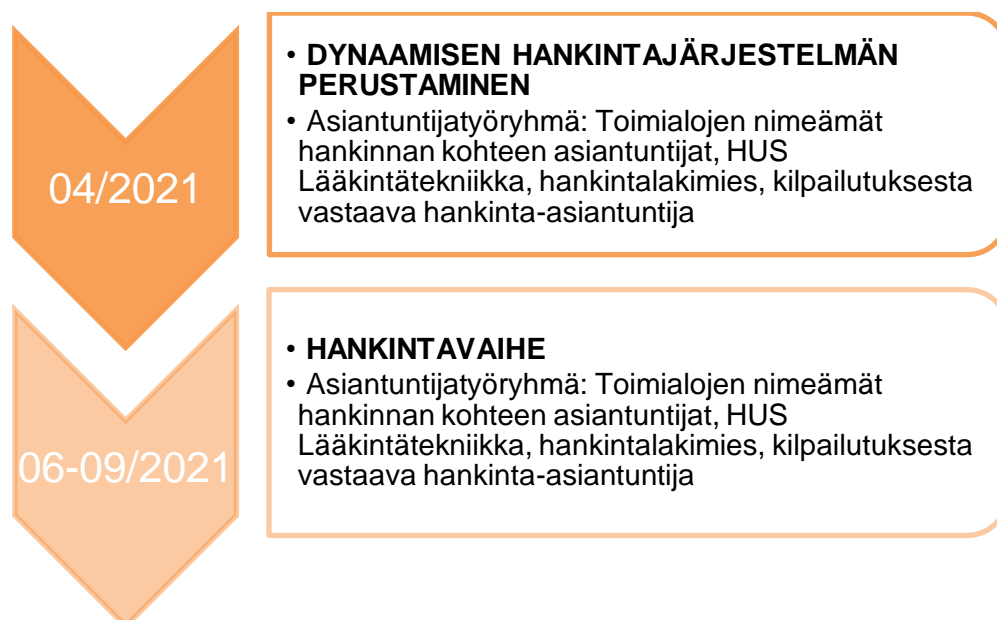 04/2021
• DYNAAMISEN HANKINTAJÄRJESTELMÄN
PERUSTAMINEN
• Asiantuntijatyöryhmä: Toimialojen nimeämät
hankinnan kohteen asiantuntijat, HUS
Lääkintätekniikka, hankintalakimies, kilpailutuksesta
vastaava hankinta-asiantuntija
06-09/2021
• HANKINTAVAIHE
• Asiantuntijatyöryhmä: Toimialojen nimeämät
hankinnan kohteen asiantuntijat, HUS
Lääkintätekniikka, hankintalakimies, kilpailutuksesta
vastaava hankinta-asiantuntija